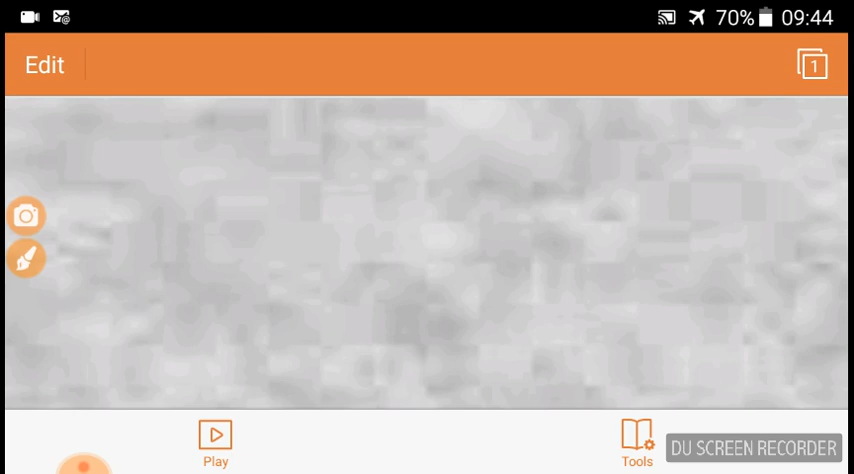 70% 09:44
Edit
1
Play
Tools
DU SCREEN RECORDER